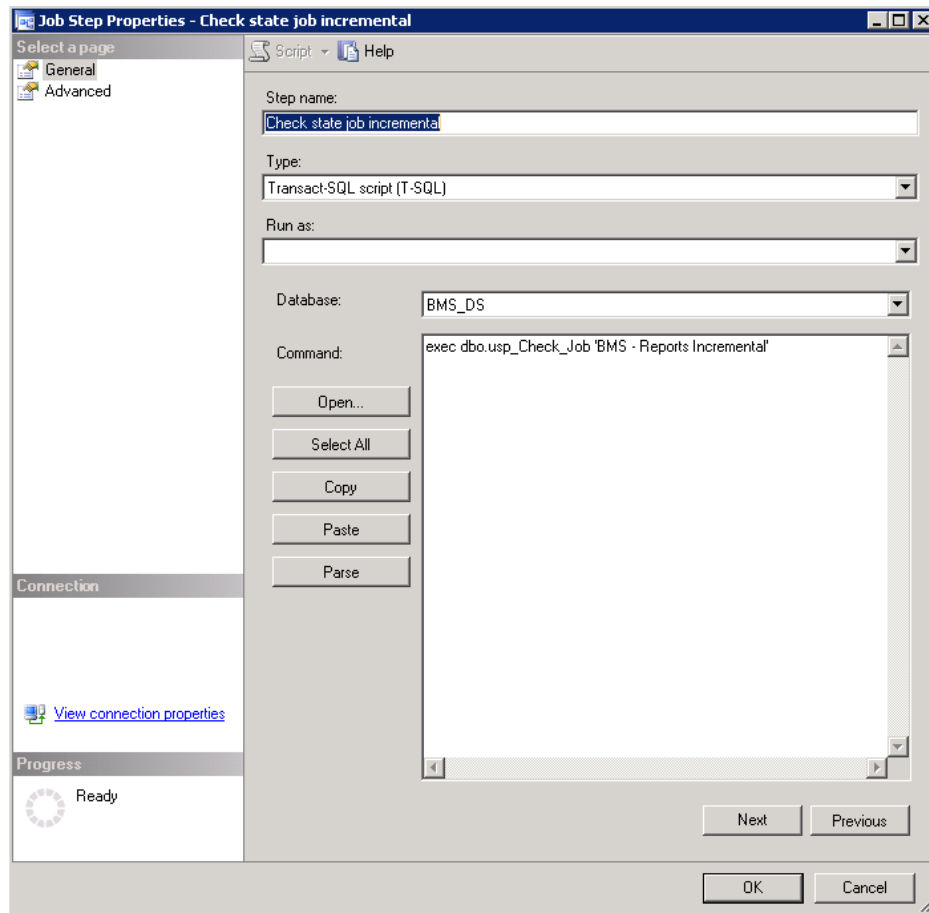 Job Step Properties - Check state job incremental
Select a page
General
Advanced
Script
Help
Step name:
Check state job incremental
Type:
Transact-SQL script (T-SQL)
Run as:
Database:
BMS_DS
Command:
exec dbo.usp_Check_Job 'BMS - Reports Incremental'
Open...
Select All
Copy
Paste
Parse
Connection
View connection properties
Progress
Ready
Next
Previous
OK
Cancel